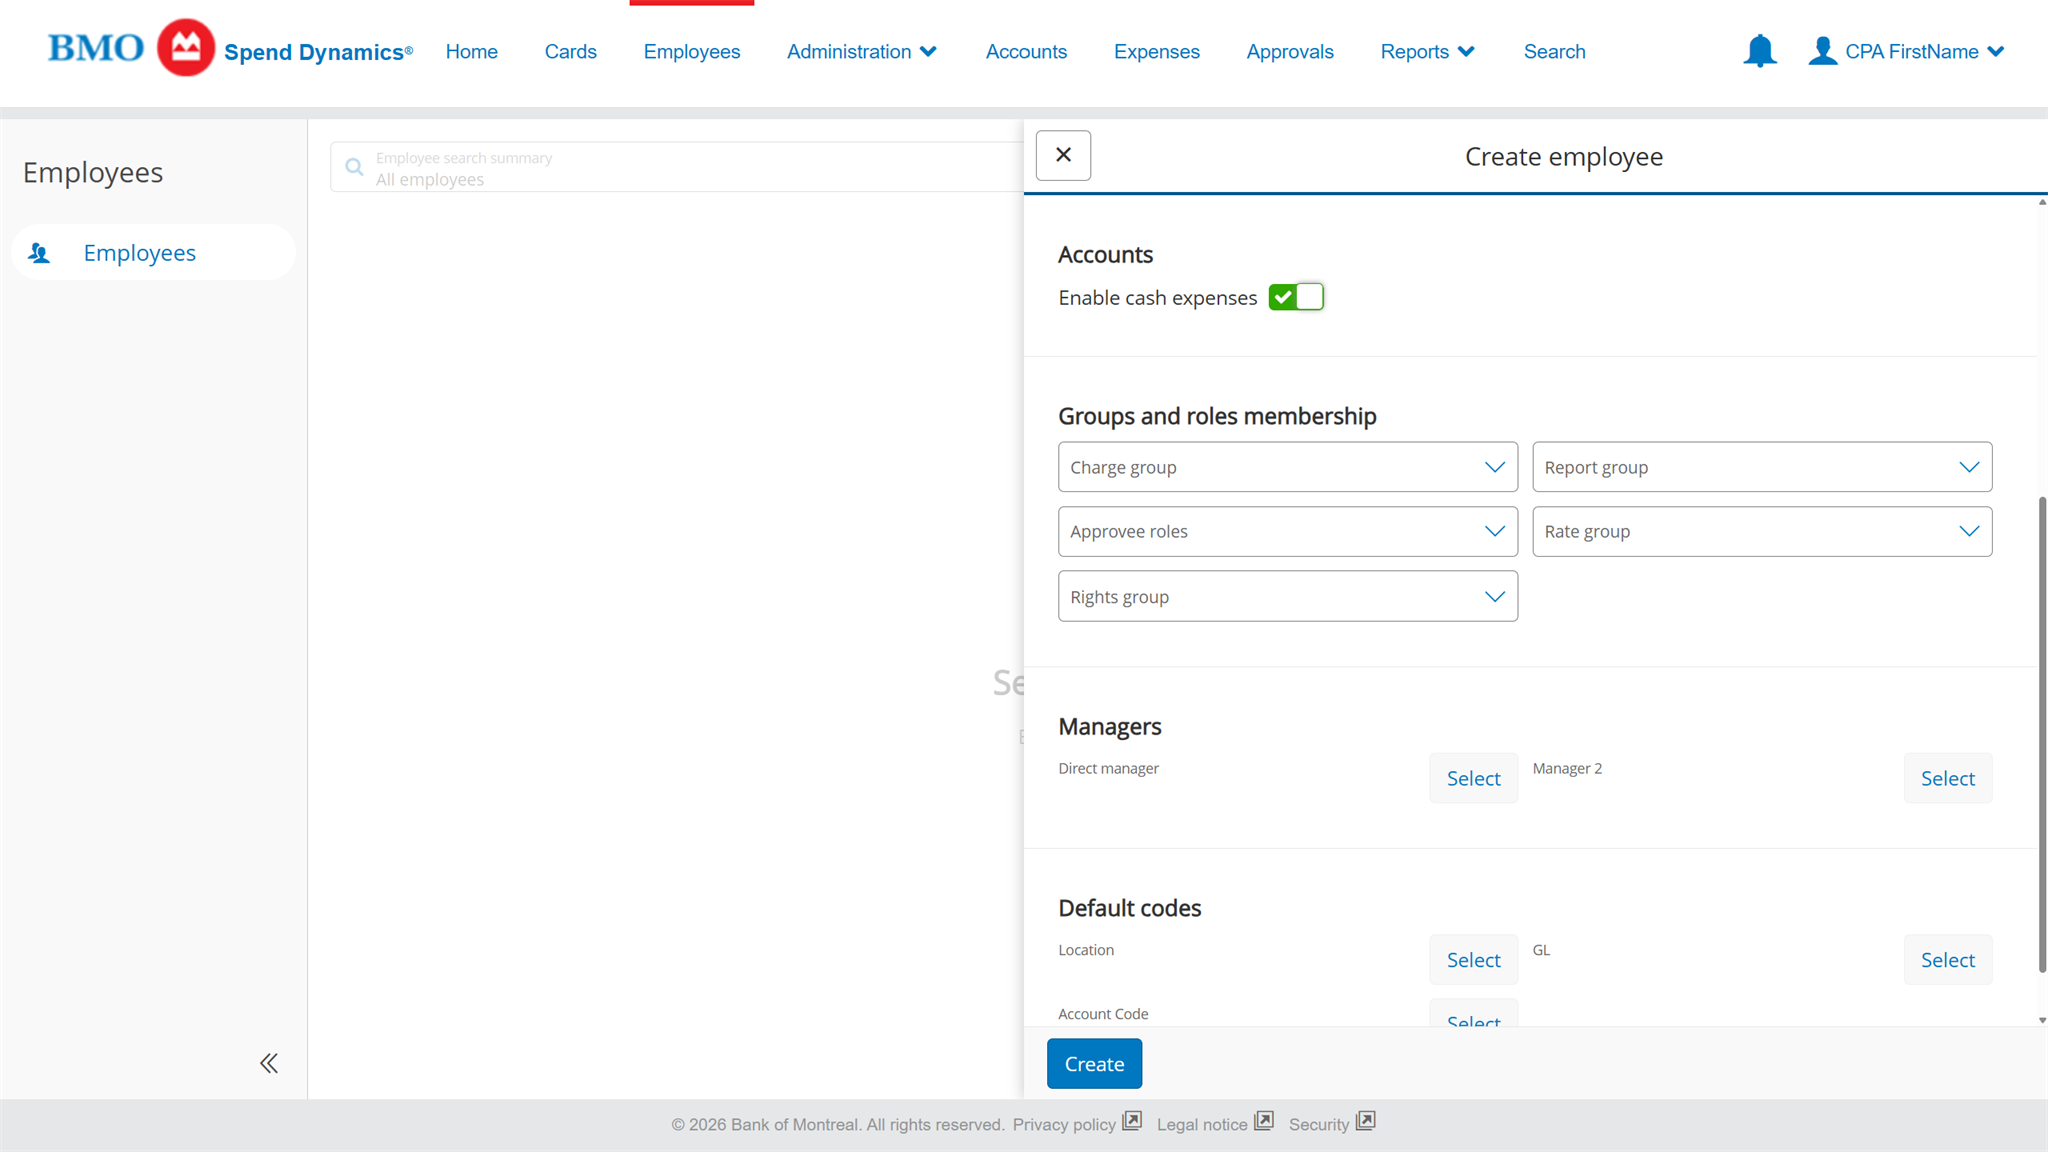 BMO Spend Dynamics®
Home
Cards
Employees
Administration
Accounts
Expenses
Approvals
Reports
Search
CPA FirstName
Employees
Employees
Employee search summary
All employees
Se
E
Create employee
Accounts
Enable cash expenses
Groups and roles membership
Charge group
Report group
Approvee roles
Rate group
Rights group
Managers
Direct manager
Select
Manager 2
Select
Default codes
Location
Select
GL
Select
Account Code
Select
Create
© 2026 Bank of Montreal. All rights reserved. Privacy policy Legal notice Security